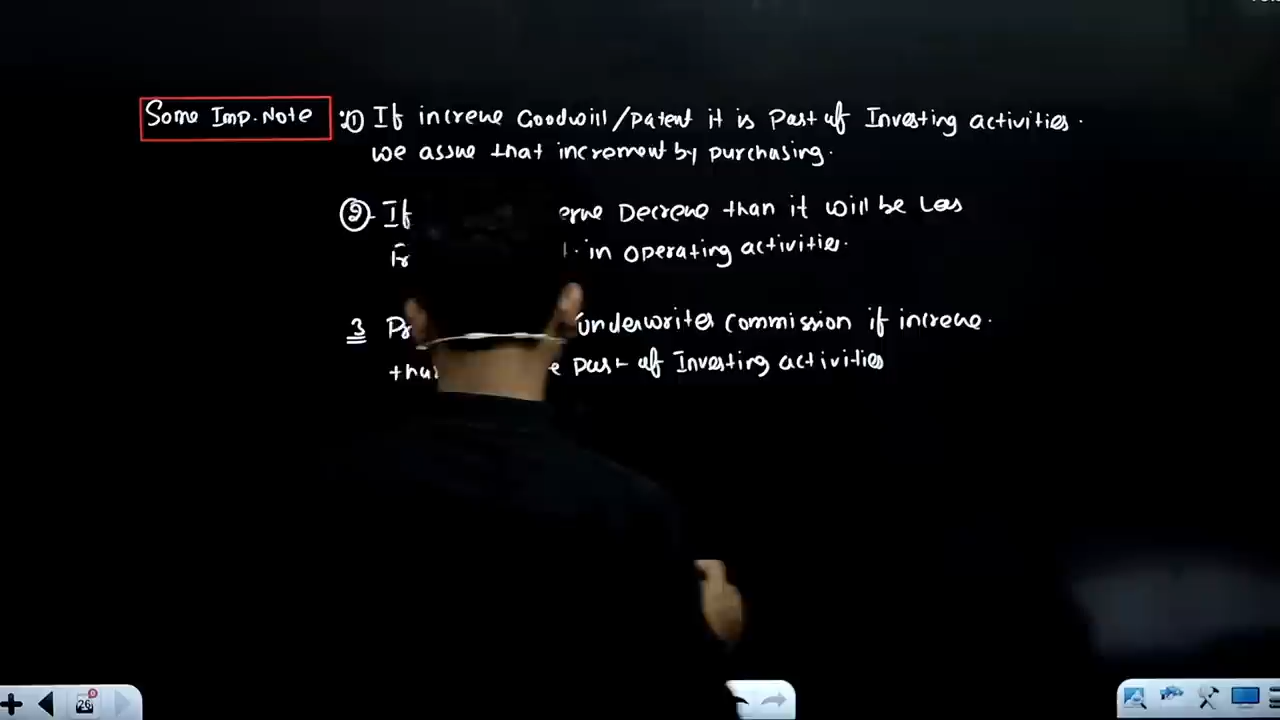 Some Imp. Note :① If increne Goodwill/Patent it is Part of Investing activities.
we assue that increment by purchasing.
②. If Decrene than it will be Les
in operating activities.
3 underwriter commission if increne.
Part of Investing activities
26